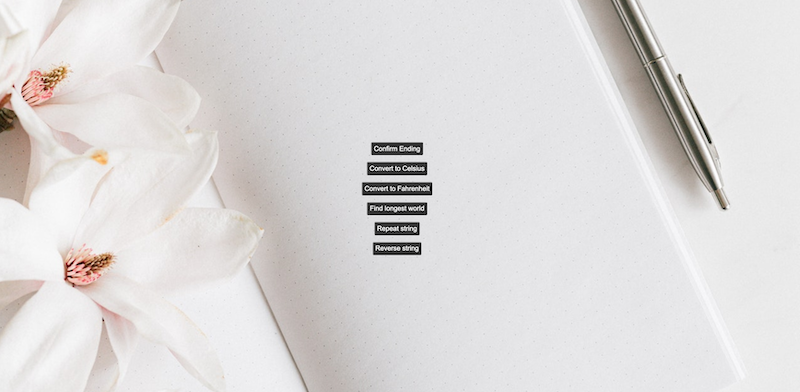 Confirm Ending
Convert to Celsius
Convert to Fahrenheit
Find longest world
Repeat string
Reverse string